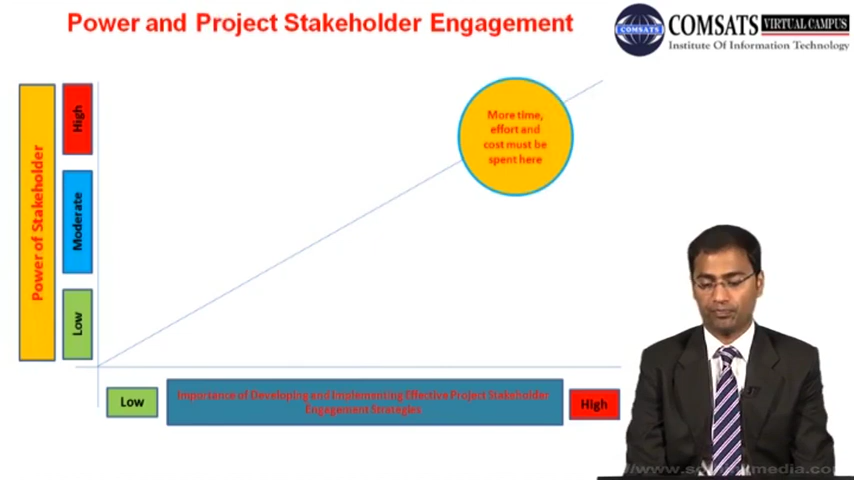 Power and Project Stakeholder Engagement
COMSATS VIRTUAL CAMPUS
Institute Of Information Technology
COMSATS
High
Moderate
Low
Power of Stakeholder
More time,
effort and
cost must be
spent here
Low
Importance of Developing and Implementing Effective Project Stakeholder
Engagement Strategies
High